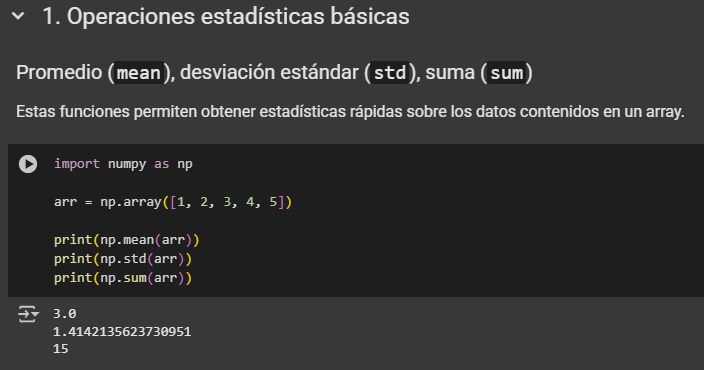 1. Operaciones estadísticas básicas
Promedio (mean), desviación estándar (std), suma (sum)
Estas funciones permiten obtener estadísticas rápidas sobre los datos contenidos en un array.
import numpy as np
arr = np.array([1, 2, 3, 4, 5])
print(np.mean(arr))
print(np.std(arr))
print(np.sum(arr))
3.0
1.4142135623730951
15